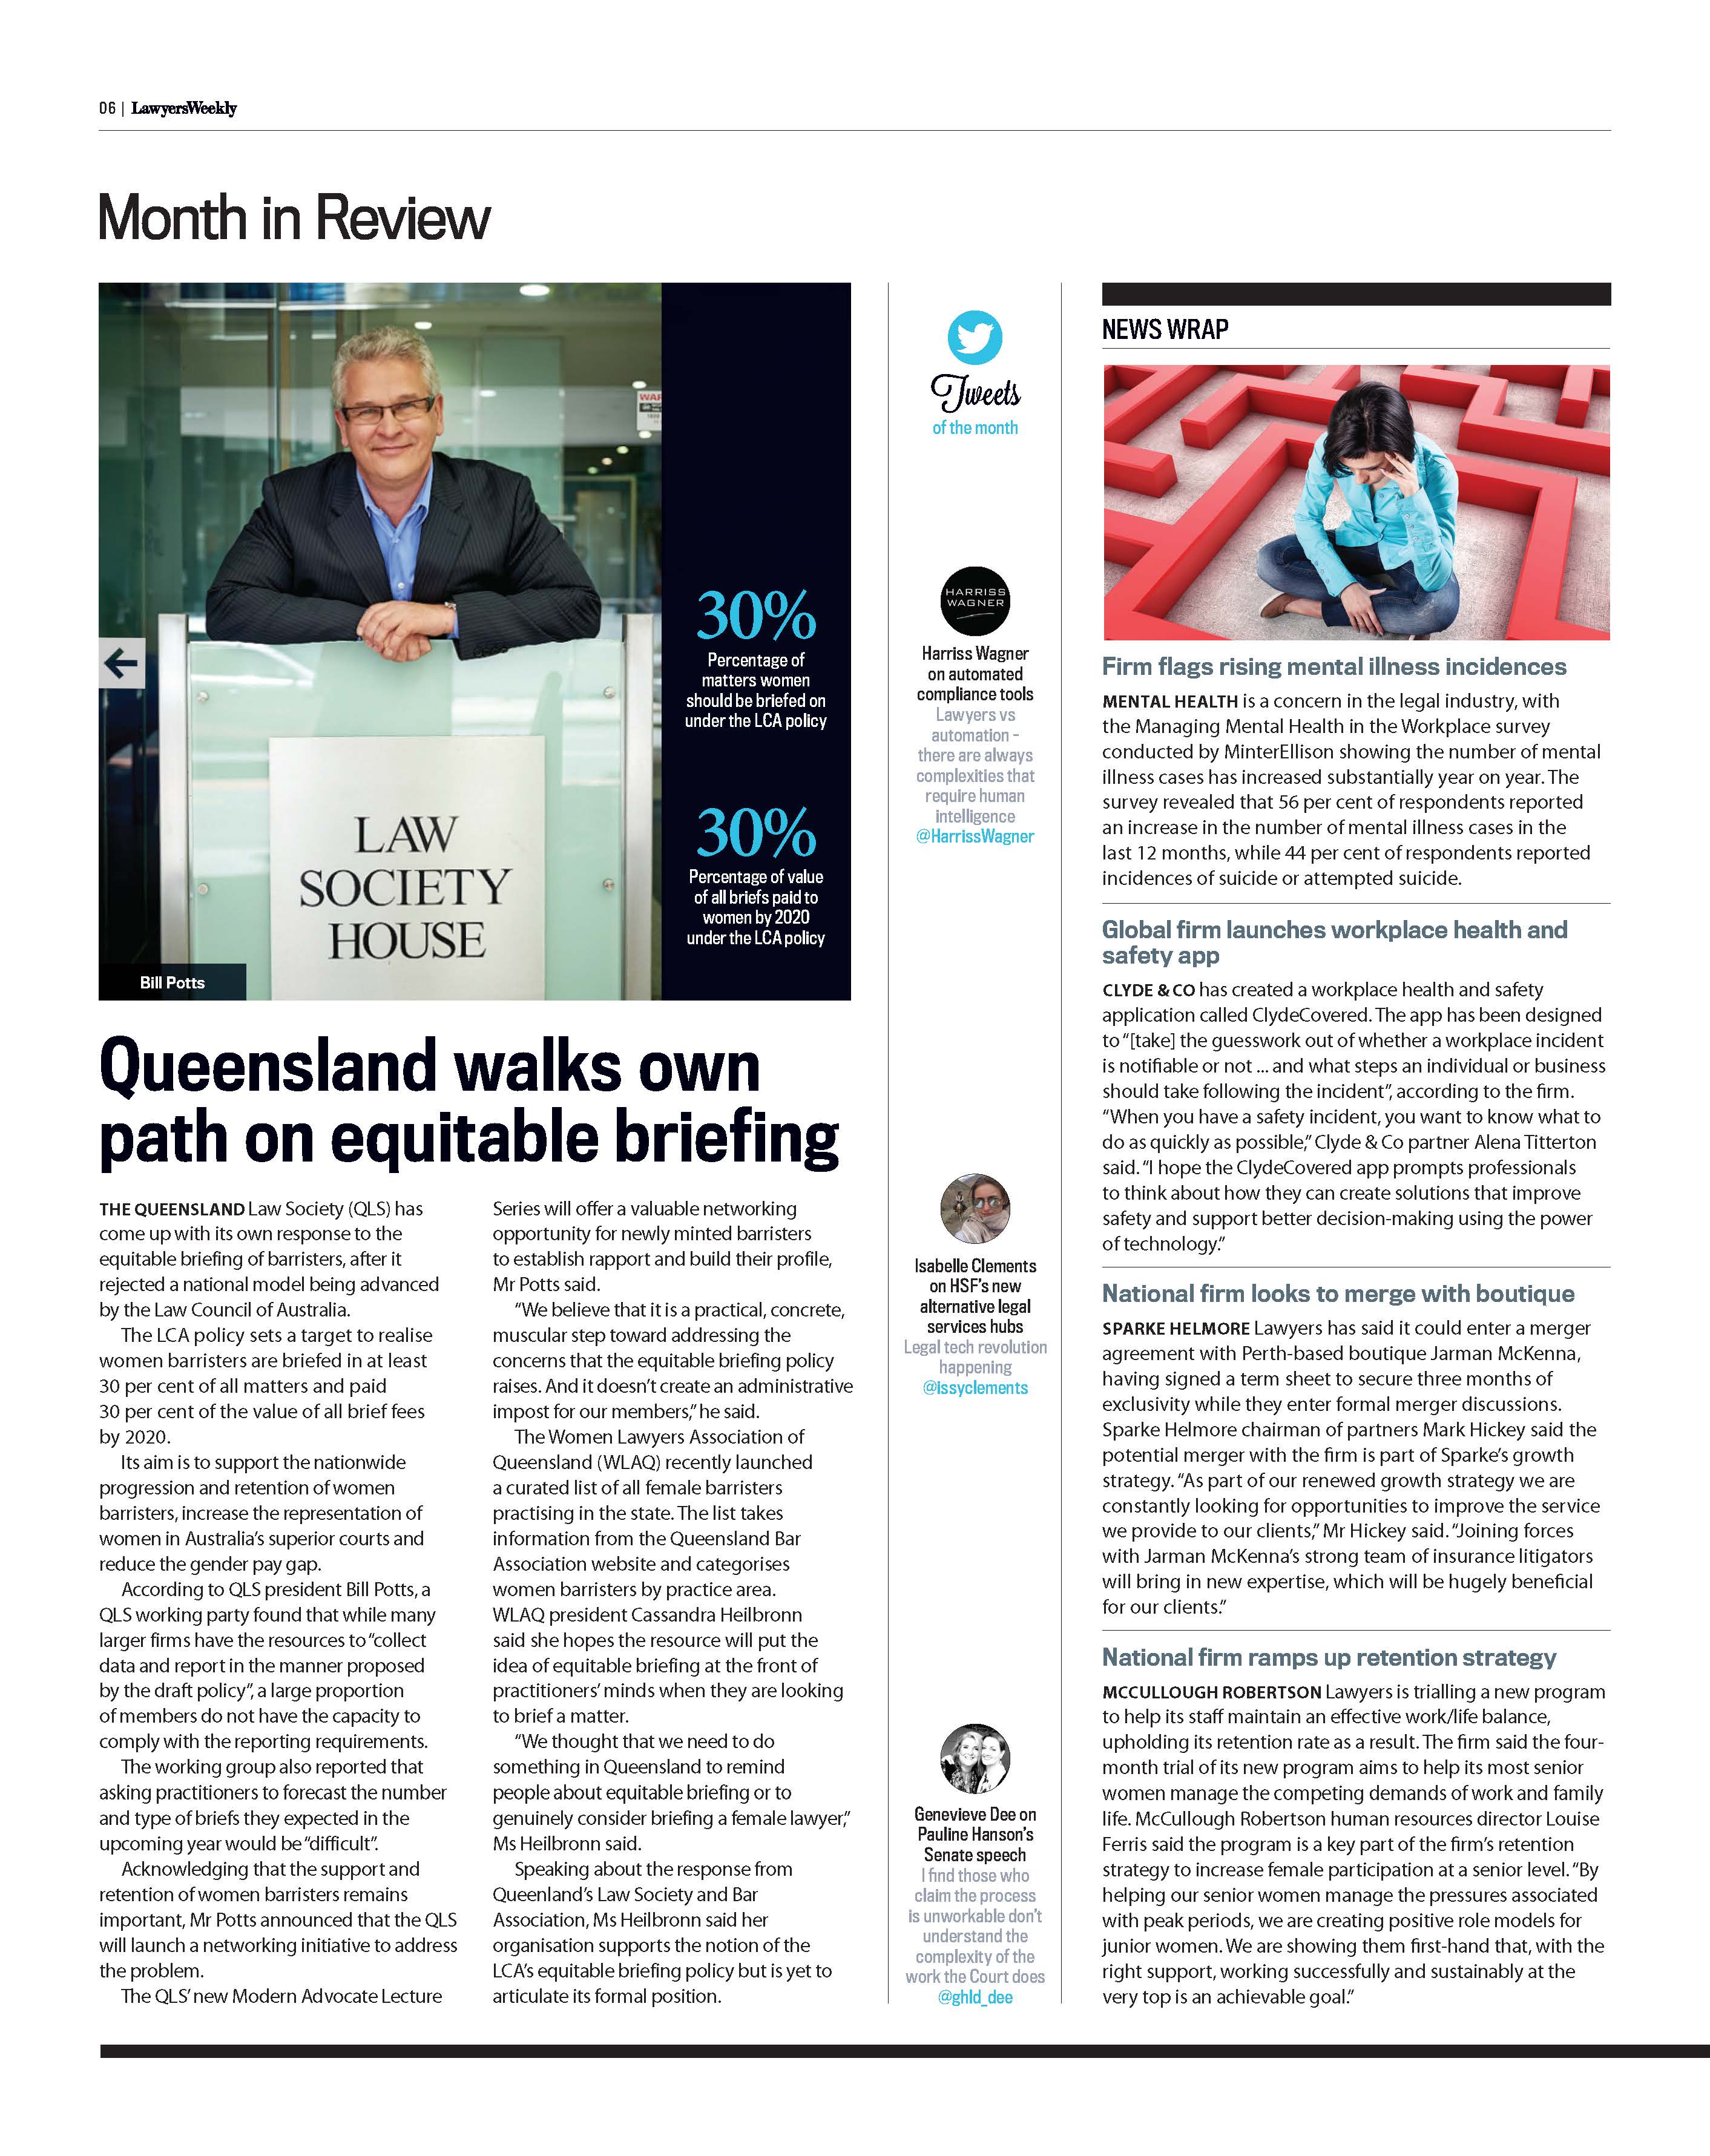 06 | LawyersWeekly
Month in Review
WAR
LAW
SOCIETY
HOUSE
Bill Potts
30%
Percentage of
matters women
should be briefed on
under the LCA policy
30%
Percentage of value
of all briefs paid to
women by 2020
under the LCA policy
Queensland walks own
path on equitable briefing
THE QUEENSLAND Law Society (QLS) has
come up with its own response to the
equitable briefing of barristers, after it
rejected a national model being advanced
by the Law Council of Australia.
The LCA policy sets a target to realise
women barristers are briefed in at least
30 per cent of all matters and paid
30 per cent of the value of all brief fees
by 2020.
Its aim is to support the nationwide
progression and retention of women
barristers, increase the representation of
women in Australia's superior courts and
reduce the gender pay gap.
According to QLS president Bill Potts, a
QLS working party found that while many
larger firms have the resources to “collect
data and report in the manner proposed
by the draft policy”, a large proportion
of members do not have the capacity to
comply with the reporting requirements.
The working group also reported that
asking practitioners to forecast the number
and type of briefs they expected in the
upcoming year would be “difficult”.
Acknowledging that the support and
retention of women barristers remains
important, Mr Potts announced that the QLS
will launch a networking initiative to address
the problem.
The QLS’ new Modern Advocate Lecture
Series will offer a valuable networking
opportunity for newly minted barristers
to establish rapport and build their profile,
Mr Potts said.
“We believe that it is a practical, concrete,
muscular step toward addressing the
concerns that the equitable briefing policy
raises. And it doesn’t create an administrative
impost for our members,” he said.
The Women Lawyers Association of
Queensland (WLAQ) recently launched
a curated list of all female barristers
practising in the state. The list takes
information from the Queensland Bar
Association website and categorises
women barristers by practice area.
WLAQ president Cassandra Heilbronn
said she hopes the resource will put the
idea of equitable briefing at the front of
practitioners’ minds when they are looking
to brief a matter.
“We thought that we need to do
something in Queensland to remind
people about equitable briefing or to
genuinely consider briefing a female lawyer,”
Ms Heilbronn said.
Speaking about the response from
Queenland’s Law Society and Bar
Association, Ms Heilbronn said her
organisation supports the notion of the
LCA’s equitable briefing policy but is yet to
articulate its formal position.
Tweets
of the month
HARRISS
WAGNER
Harriss Wagner
on automated
compliance tools
Lawyers vs
automation –
there are always
complexities that
require human
intelligence
@HarrissWagner
Isabelle Clements
on HSF’s new
alternative legal
services hubs
Legal tech revolution
happening
@issyclements
Genevieve Dee on
Pauline Hanson’s
Senate speech
I find those who
claim the process
is unworkable don’t
understand the
complexity of the
work the Court does
@ghld_dee
NEWS WRAP
Firm flags rising mental illness incidences
MENTAL HEALTH is a concern in the legal industry, with
the Managing Mental Health in the Workplace survey
conducted by MinterEllison showing the number of mental
illness cases has increased substantially year on year. The
survey revealed that 56 per cent of respondents reported
an increase in the number of mental illness cases in the
last 12 months, while 44 per cent of respondents reported
incidences of suicide or attempted suicide.
Global firm launches workplace health and
safety app
CLYDE & CO has created a workplace health and safety
application called ClydeCovered. The app has been designed
to “[take] the guesswork out of whether a workplace incident
is notifiable or not ... and what steps an individual or business
should take following the incident”, according to the firm.
“When you have a safety incident, you want to know what to
do as quickly as possible,” Clyde & Co partner Alena Titterton
said. “I hope the ClydeCovered app prompts professionals
to think about how they can create solutions that improve
safety and support better decision-making using the power
of technology.”
National firm looks to merge with boutique
SPARKE HELMORE Lawyers has said it could enter a merger
agreement with Perth-based boutique Jarman McKenna,
having signed a term sheet to secure three months of
exclusivity while they enter formal merger discussions.
Sparke Helmore chairman of partners Mark Hickey said the
potential merger with the firm is part of Sparke’s growth
strategy. “As part of our renewed growth strategy we are
constantly looking for opportunities to improve the service
we provide to our clients,” Mr Hickey said. “Joining forces
with Jarman McKenna’s strong team of insurance litigators
will bring in new expertise, which will be hugely beneficial
for our clients.”
National firm ramps up retention strategy
MCCULLOUGH ROBERTSON Lawyers is trialling a new program
to help its staff maintain an effective work/life balance,
upholding its retention rate as a result. The firm said the four-
month trial of its new program aims to help its most senior
women manage the competing demands of work and family
life. McCullough Robertson human resources director Louise
Ferris said the program is a key part of the firm’s retention
strategy to increase female participation at a senior level. “By
helping our senior women manage the pressures associated
with peak periods, we are creating positive role models for
junior women. We are showing them first-hand that, with the
right support, working successfully and sustainably at the
very top is an achievable goal.”